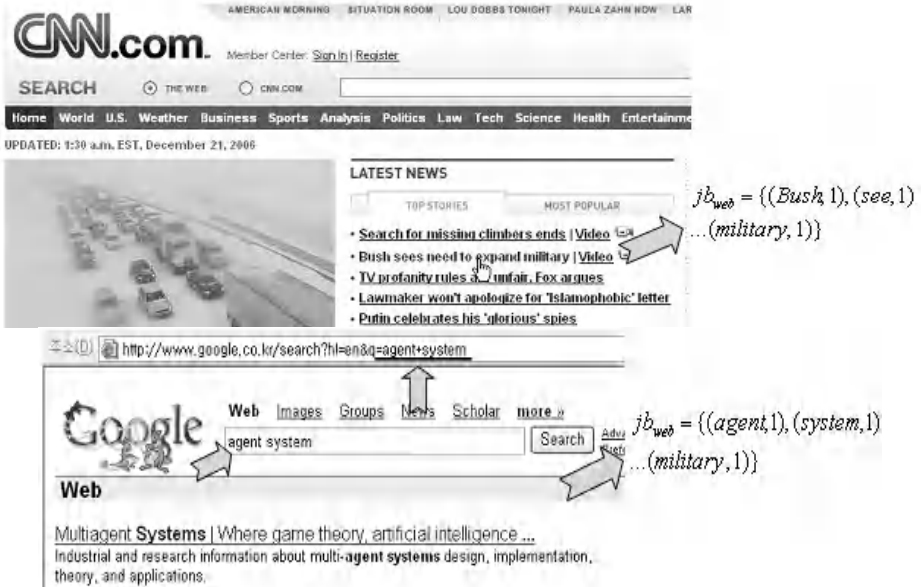 AMERICAN MORNING SITUATION ROOM LOU DOBBS TONIGHT PAULA ZAHN NOW LAR
CNN.com
Member Center: Sign In | Register
SEARCH THE WEB CNN.COM
Home World U.S. Weather Business Sports Analysis Politics Law Tech Science Health Entertainme
UPDATED: 1:30 a.m. EST, December 21, 2006
LATEST NEWS
TOP STORIES MOST POPULAR
• Search for missing climbers ends | Video
• Bush sees need to expand military | Video
• TV profanity rules unfair, Fox argues
• Lawmaker won't apologize for 'Islamophobic' letter
• Putin celebrates his 'glorious' spies
jb_web = {(Bush, 1), (see, 1)
...(military, 1)}
주소(D) http://www.google.co.kr/search?hl=en&q=agent+system
Google
Web Images Groups News Scholar more »
agent system Search Adva
Web
Multiagent Systems | Where game theory, artificial intelligence ...
Industrial and research information about multi-agent systems design, implementation,
theory, and applications.
jb_web = {(agent,1), (system,1)
...(military,1)}